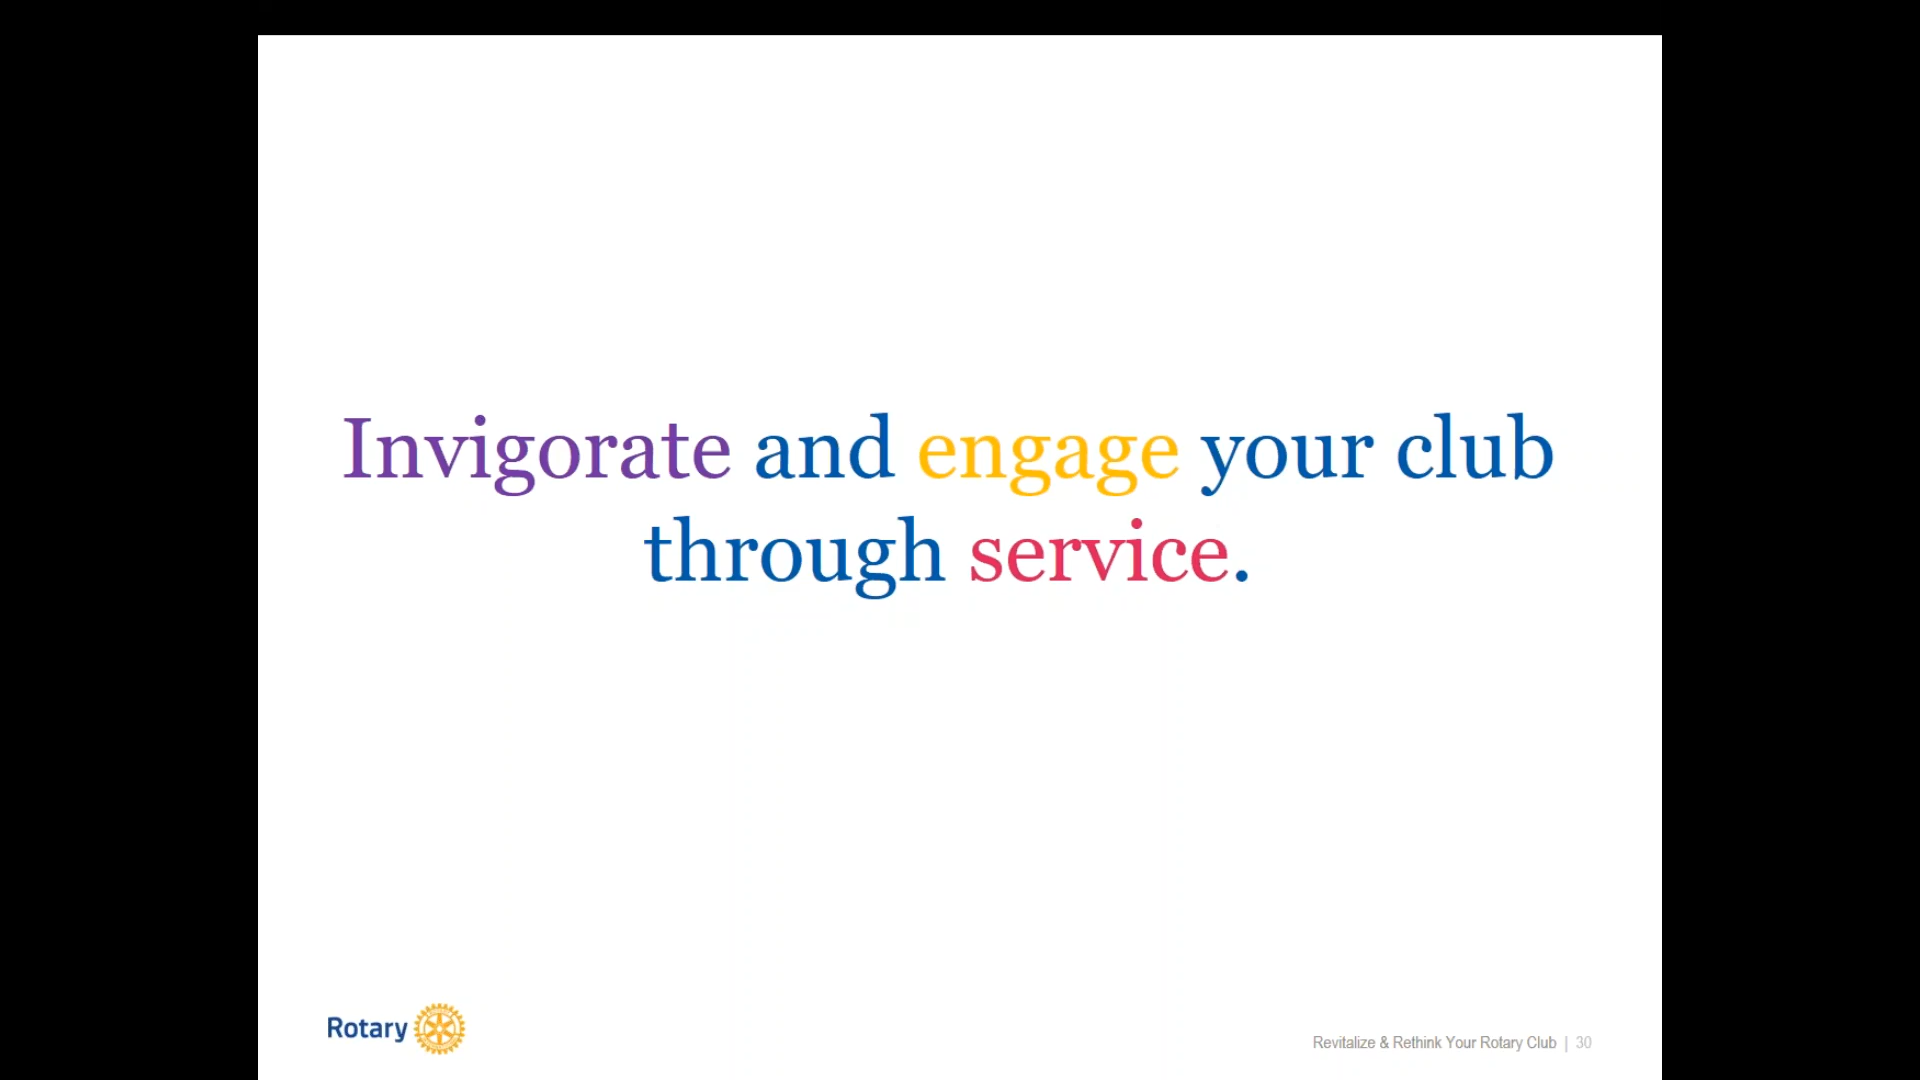 Invigorate and engage your club
through service.
Rotary
Revitalize & Rethink Your Rotary Club | 30